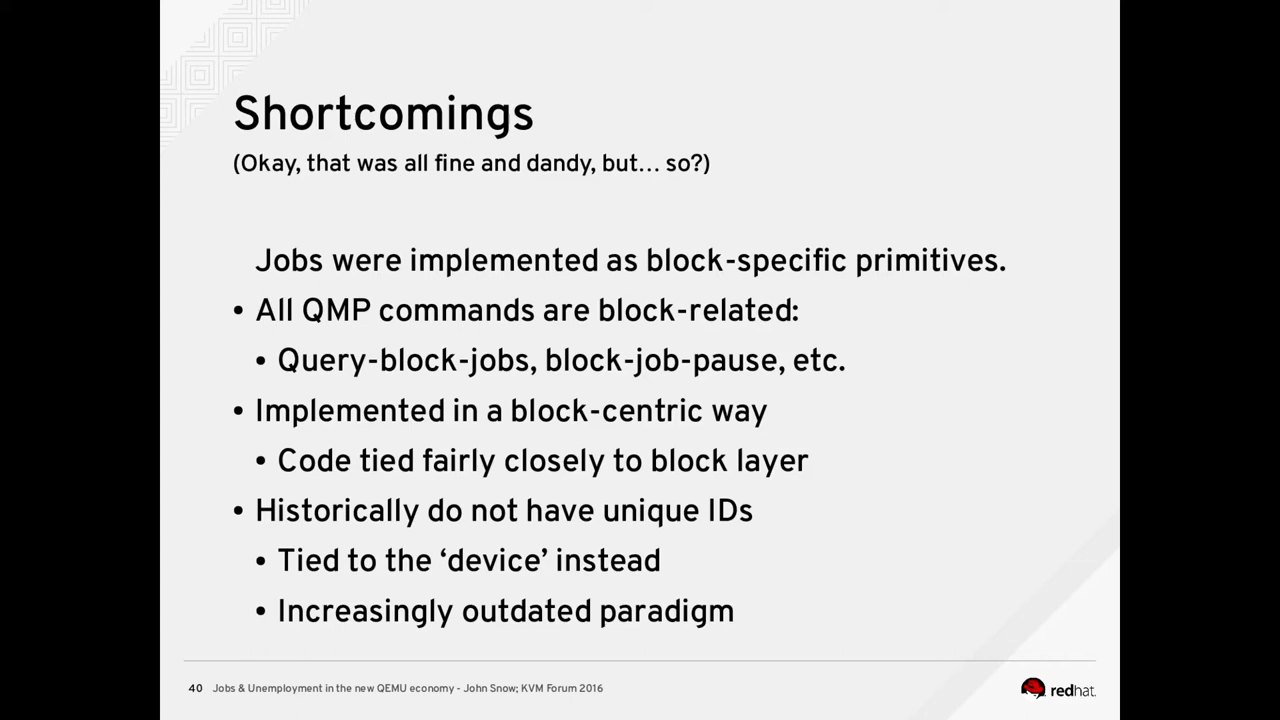 Shortcomings
(Okay, that was all fine and dandy, but… so?)
Jobs were implemented as block-specific primitives.
• All QMP commands are block-related:
• Query-block-jobs, block-job-pause, etc.
• Implemented in a block-centric way
• Code tied fairly closely to block layer
• Historically do not have unique IDs
• Tied to the ‘device’ instead
• Increasingly outdated paradigm
40 Jobs & Unemployment in the new QEMU economy - John Snow; KVM Forum 2016
redhat.